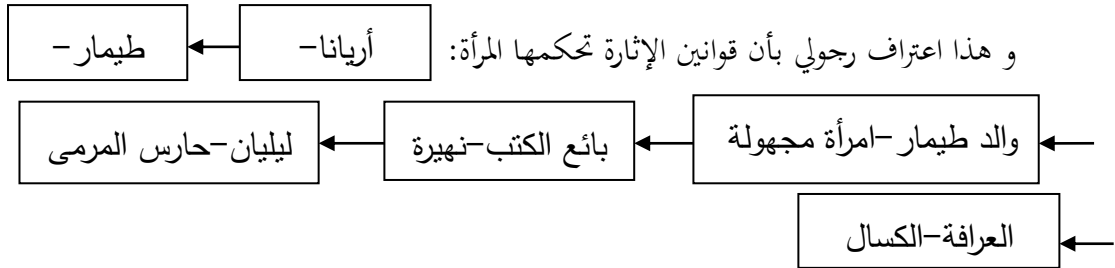 و هذا اعتراف رجولي بأن قوانين الإثارة تحكمها المرأة: أريانا- طيمار-
والد طيمار-امرأة مجهولة بائع الكتب-نهيرة ليليان-حارس المرمى
العرافة-الكسال